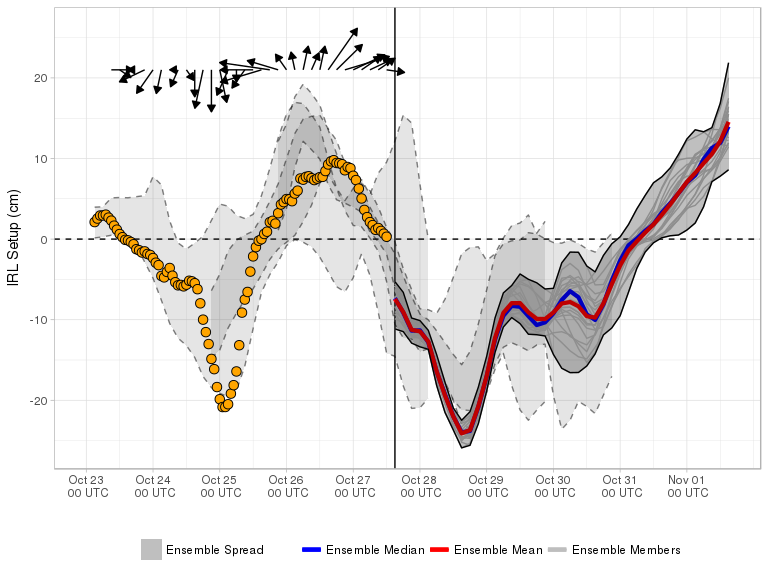 IRL Setup (cm)
20
10
0
-10
-20
Oct 23 Oct 24 Oct 25 Oct 26 Oct 27 Oct 28 Oct 29 Oct 30 Oct 31 Nov 01
00 UTC 00 UTC 00 UTC 00 UTC 00 UTC 00 UTC 00 UTC 00 UTC 00 UTC 00 UTC
Ensemble Spread Ensemble Median Ensemble Mean Ensemble Members